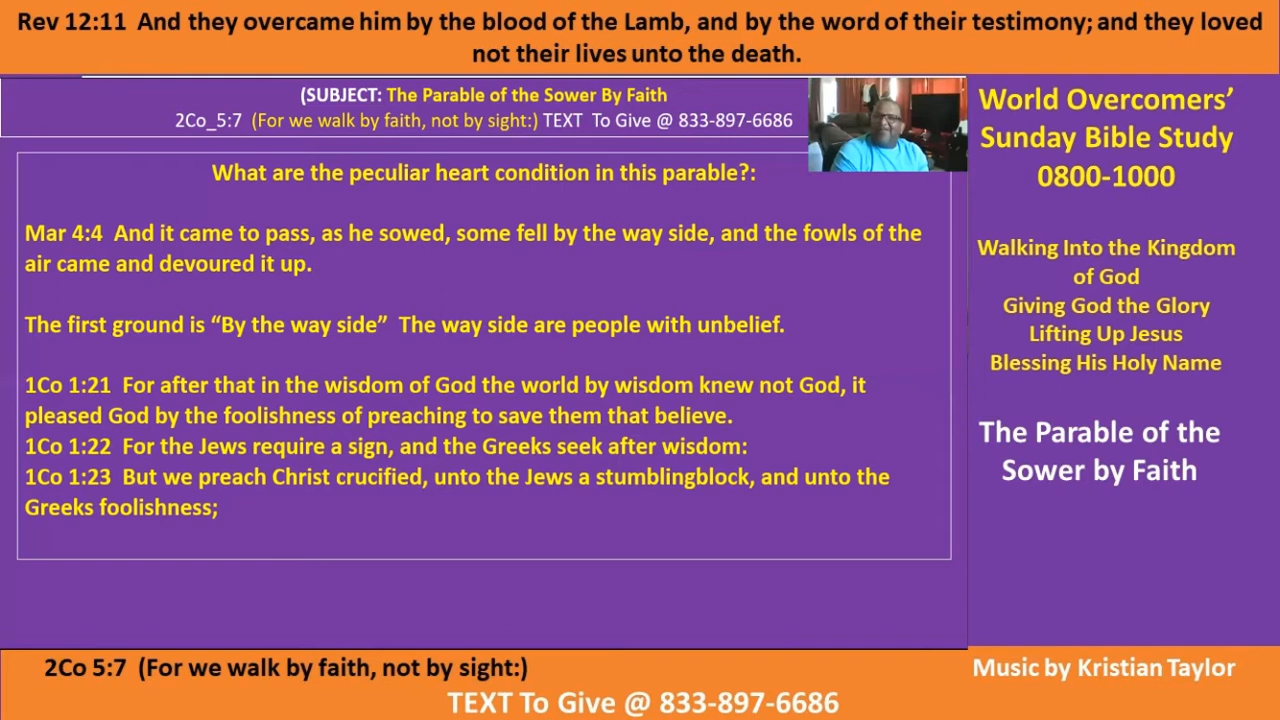 Rev 12:11  And they overcame him by the blood of the Lamb, and by the word of their testimony; and they loved
not their lives unto the death.
(SUBJECT: The Parable of the Sower By Faith
2Co_5:7  (For we walk by faith, not by sight:) TEXT  To Give @ 833-897-6686
What are the peculiar heart condition in this parable?:
Mar 4:4  And it came to pass, as he sowed, some fell by the way side, and the fowls of the
air came and devoured it up.
The first ground is “By the way side”  The way side are people with unbelief.
1Co 1:21  For after that in the wisdom of God the world by wisdom knew not God, it
pleased God by the foolishness of preaching to save them that believe.
1Co 1:22  For the Jews require a sign, and the Greeks seek after wisdom:
1Co 1:23  But we preach Christ crucified, unto the Jews a stumblingblock, and unto the
Greeks foolishness;
World Overcomers’
Sunday Bible Study
0800-1000
Walking Into the Kingdom
of God
Giving God the Glory
Lifting Up Jesus
Blessing His Holy Name
The Parable of the
Sower by Faith
2Co 5:7  (For we walk by faith, not by sight:)
Music by Kristian Taylor
TEXT To Give @ 833-897-6686